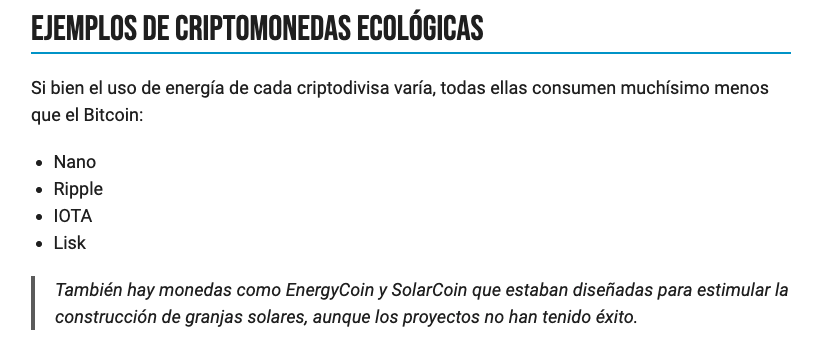 EJEMPLOS DE CRIPTOMONEDAS ECOLÓGICAS
Si bien el uso de energía de cada criptodivisa varía, todas ellas consumen muchísimo menos
que el Bitcoin:
• Nano
• Ripple
• IOTA
• Lisk
También hay monedas como EnergyCoin y SolarCoin que estaban diseñadas para estimular la
construcción de granjas solares, aunque los proyectos no han tenido éxito.